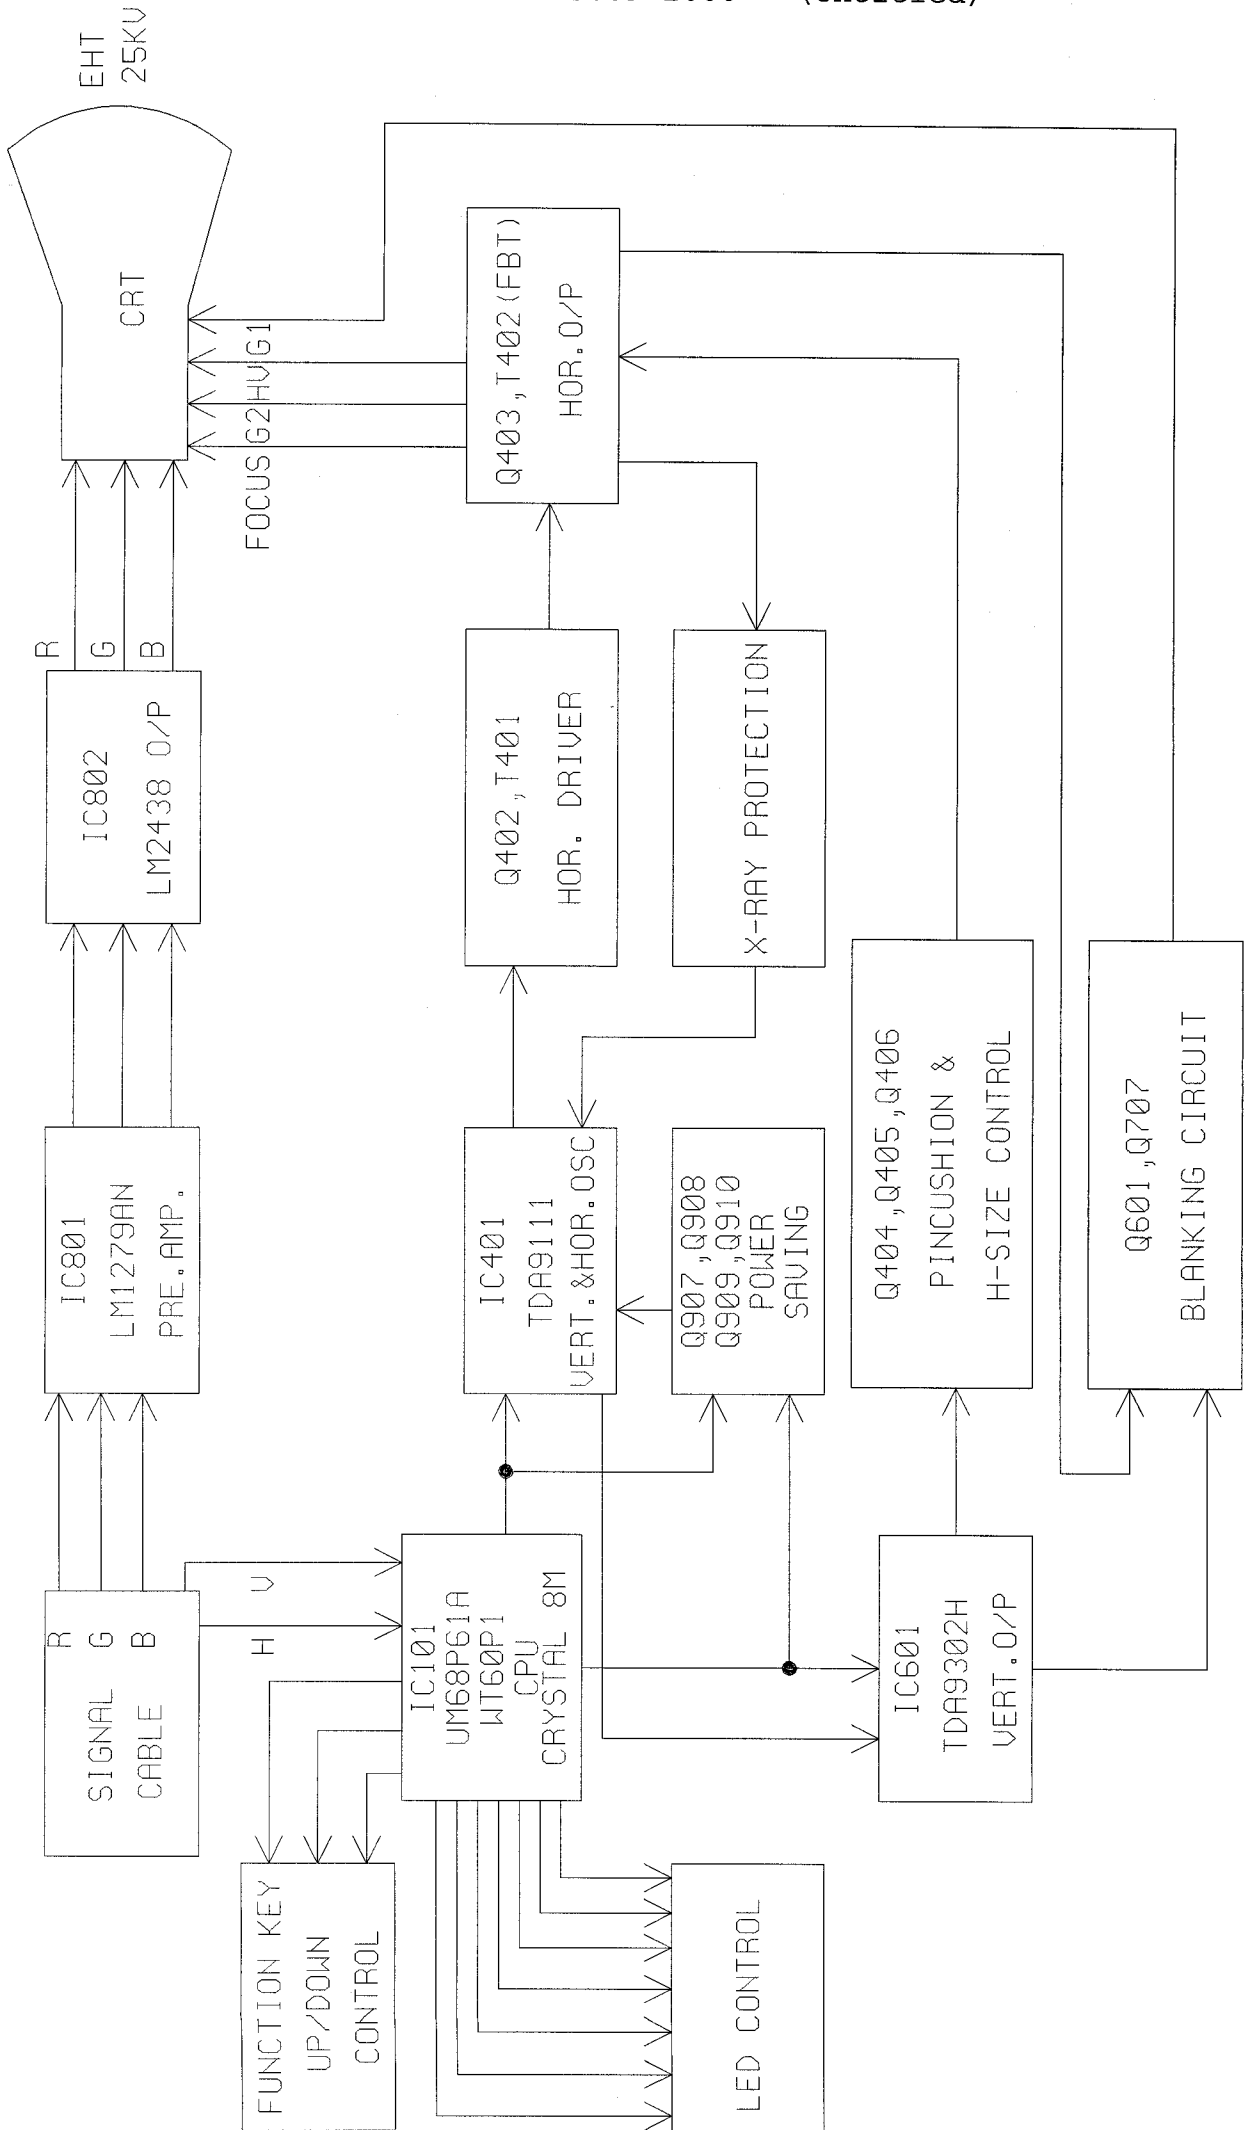 SIGNAL
CABLE
R
G
B
H
V
IC801
LM1279AN
PRE.AMP.
IC802
LM2438 O/P
R
G
B
CRT
EHT
25KV
FOCUS G2 HV G1
FUNCTION KEY
UP/DOWN
CONTROL
IC101
UM68P61A
WT60P1
CPU
CRYSTAL 8M
IC401
TDA9111
VERT.&HOR.OSC
Q402,T401
HOR. DRIVER
Q403,T402(FBT)
HOR.O/P
X-RAY PROTECTION
Q907,Q908
Q909,Q910
POWER
SAVING
LED CONTROL
IC601
TDA9302H
VERT.O/P
Q404,Q405,Q406
PINCUSHION &
H-SIZE CONTROL
Q601,Q707
BLANKING CIRCUIT